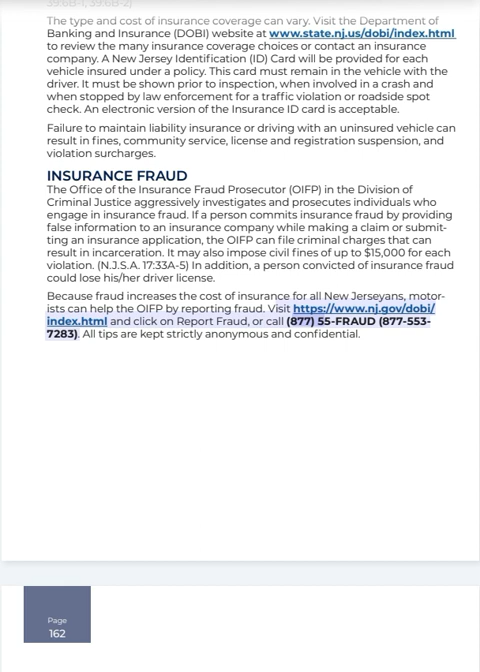 39:6B-1, 39:6B-2)
The type and cost of insurance coverage can vary. Visit the Department of
Banking and Insurance (DOBI) website at www.state.nj.us/dobi/index.html
to review the many insurance coverage choices or contact an insurance
company. A New Jersey Identification (ID) Card will be provided for each
vehicle insured under a policy. This card must remain in the vehicle with the
driver. It must be shown prior to inspection, when involved in a crash and
when stopped by law enforcement for a traffic violation or roadside spot
check. An electronic version of the Insurance ID card is acceptable.
Failure to maintain liability insurance or driving with an uninsured vehicle can
result in fines, community service, license and registration suspension, and
violation surcharges.
INSURANCE FRAUD
The Office of the Insurance Fraud Prosecutor (OIFP) in the Division of
Criminal Justice aggressively investigates and prosecutes individuals who
engage in insurance fraud. If a person commits insurance fraud by providing
false information to an insurance company while making a claim or submit-
ting an insurance application, the OIFP can file criminal charges that can
result in incarceration. It may also impose civil fines of up to $15,000 for each
violation. (N.J.S.A. 17:33A-5) In addition, a person convicted of insurance fraud
could lose his/her driver license.
Because fraud increases the cost of insurance for all New Jerseyans, motor-
ists can help the OIFP by reporting fraud. Visit https://www.nj.gov/dobi/
index.html and click on Report Fraud, or call (877) 55-FRAUD (877-553-
7283). All tips are kept strictly anonymous and confidential.
Page
162